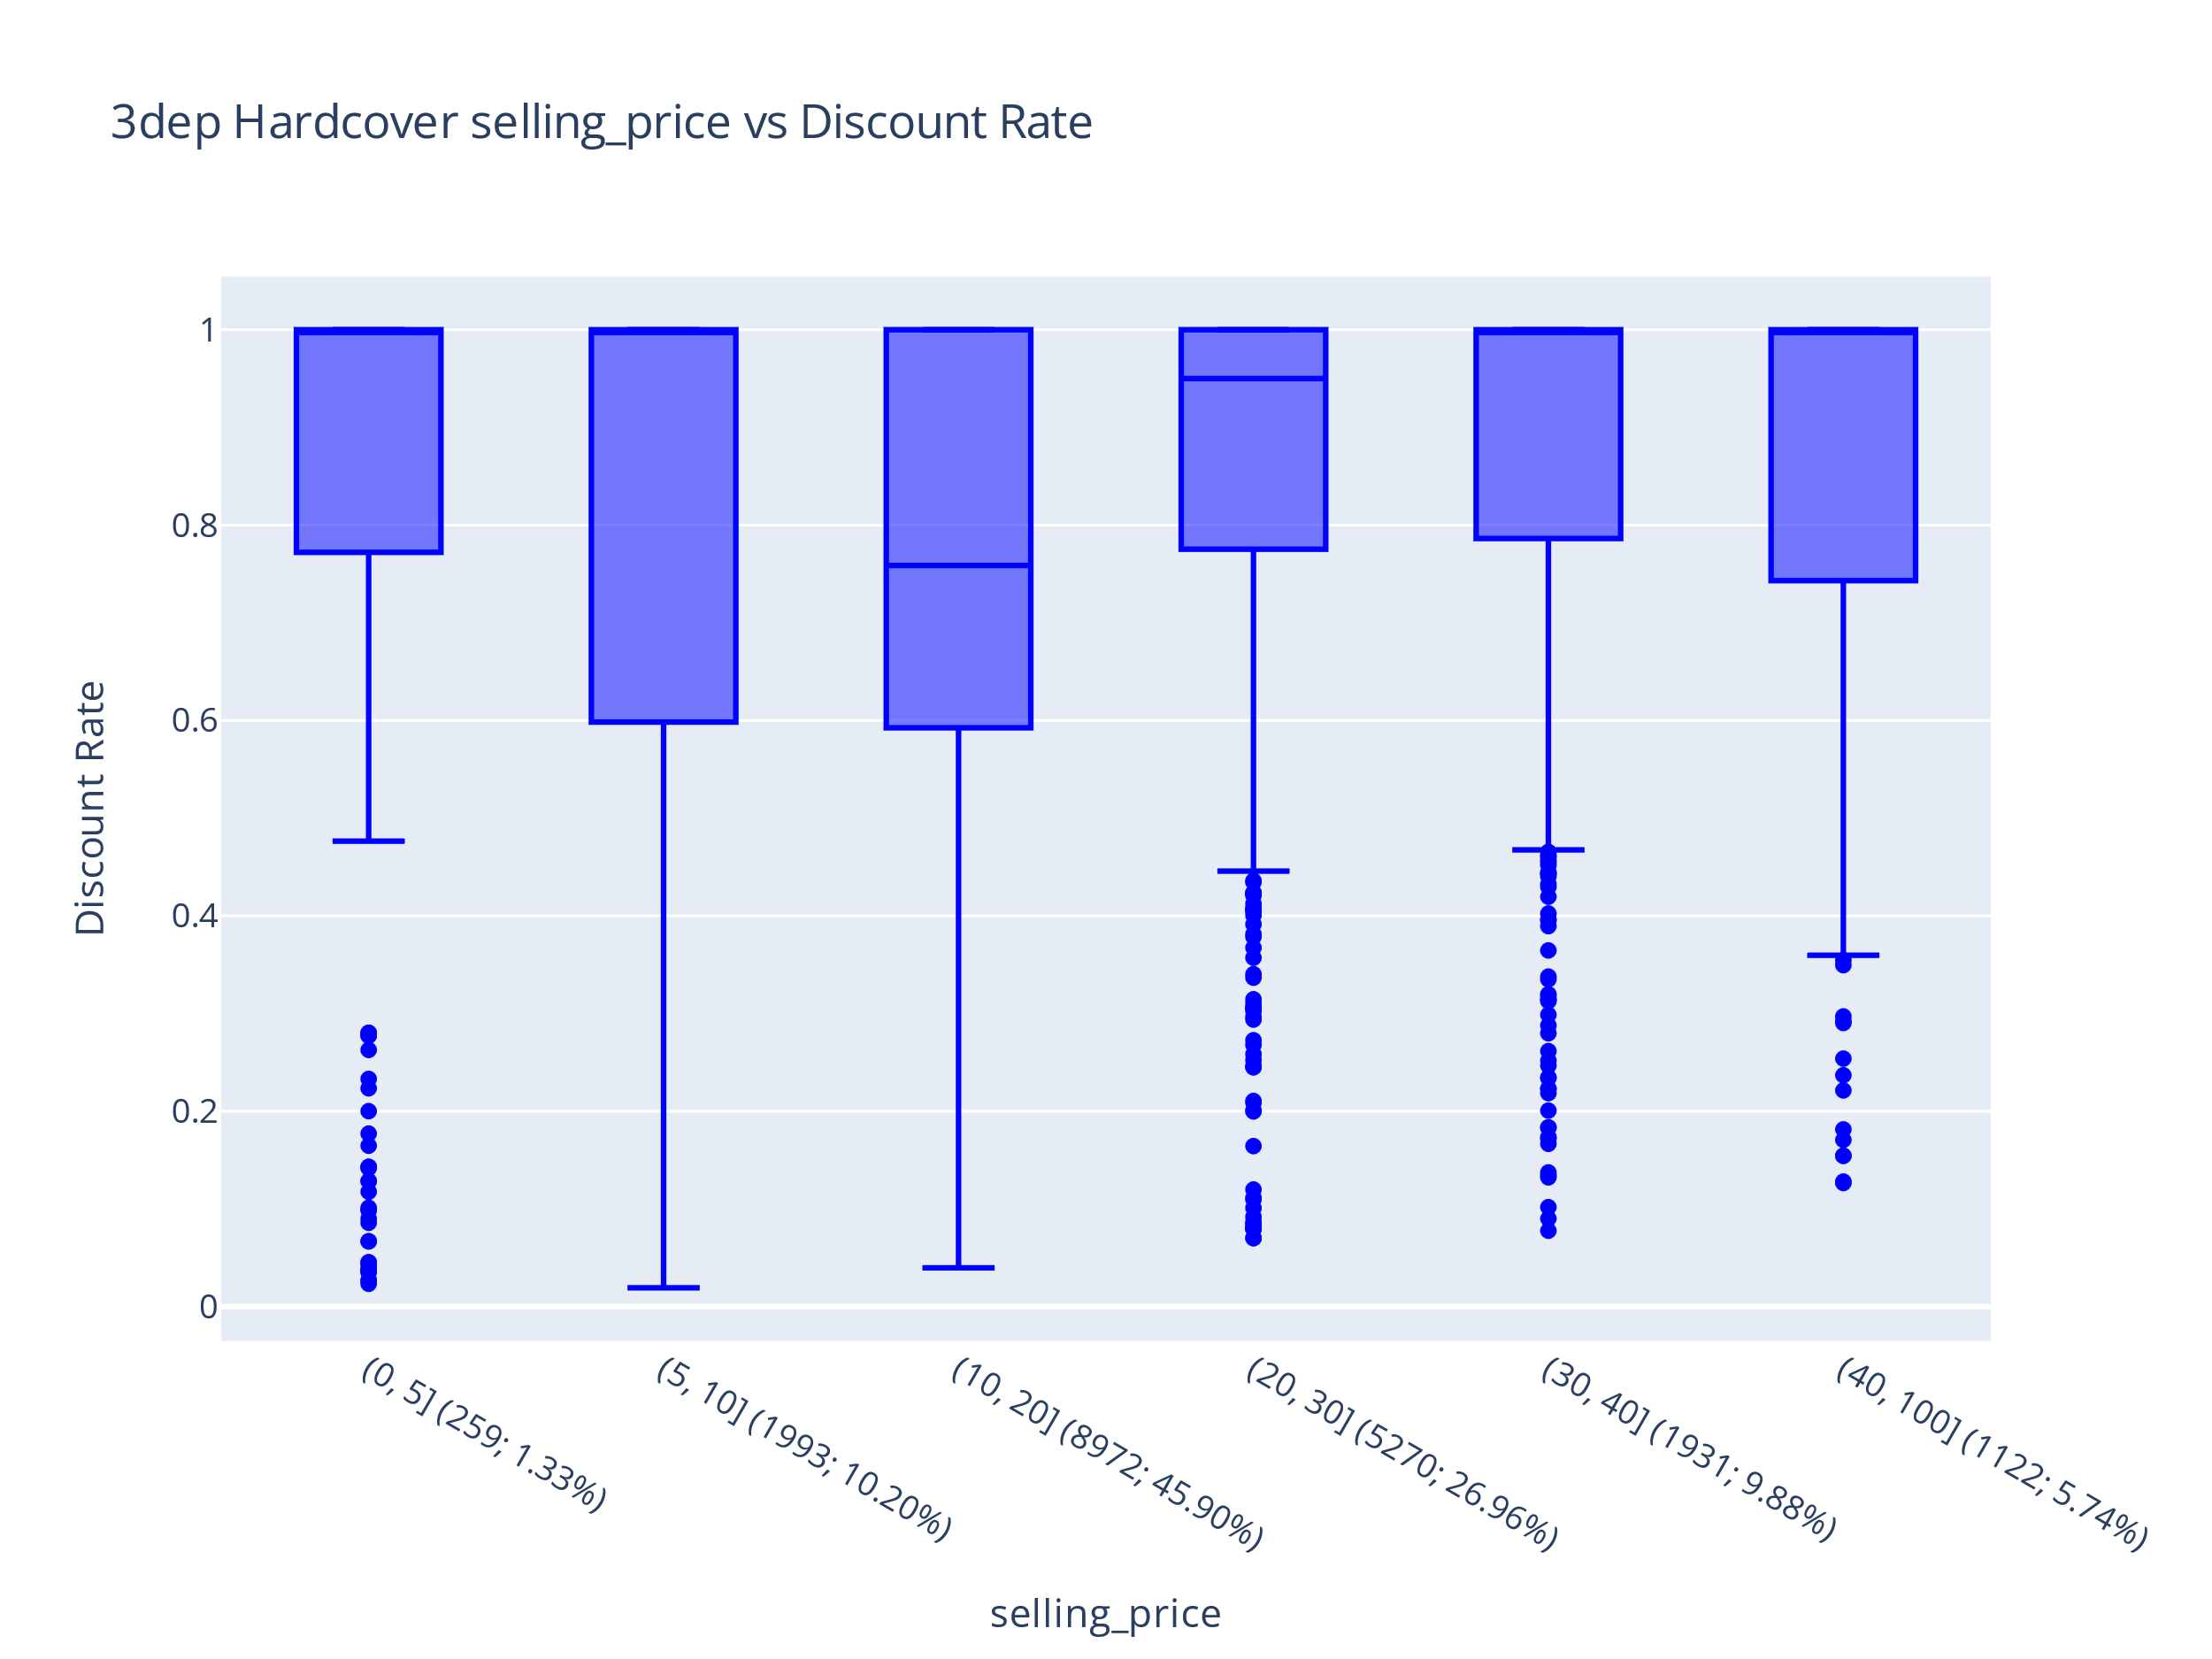 3dep Hardcover selling_price vs Discount Rate
1
0.8
0.6
0.4
0.2
0
Discount Rate
(0, 5] (259; 1.33%)
(5, 10] (1993; 10.20%)
(10, 20] (8972; 45.90%)
(20, 30] (5270; 26.96%)
(30, 40] (1931; 9.88%)
(40, 100] (1122; 5.74%)
selling_price